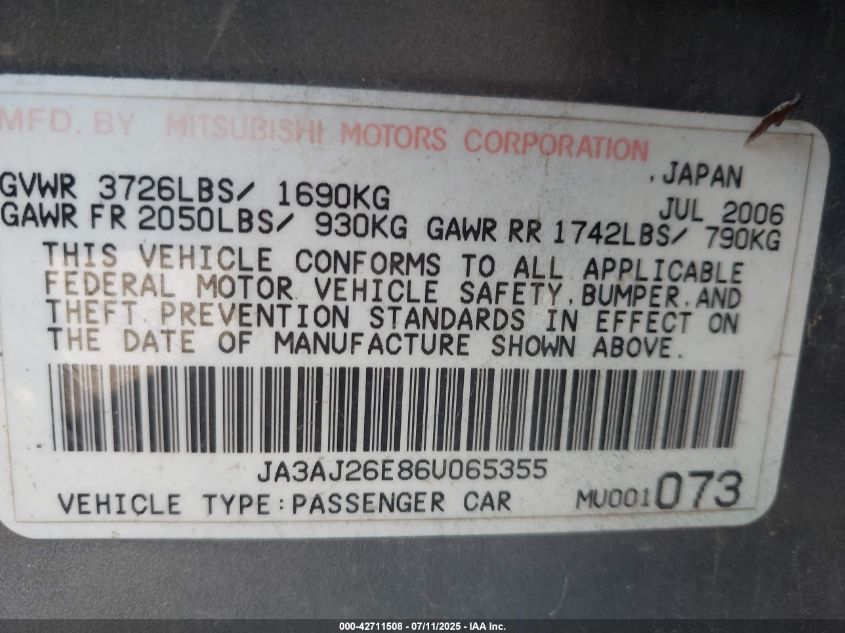 MFD. BY MITSUBISHI MOTORS CORPORATION
, JAPAN
GVWR 3726LBS/ 1690KG JUL 2006
GAWR FR 2050LBS/ 930KG GAWR RR 1742LBS/ 790KG
THIS VEHICLE CONFORMS TO ALL APPLICABLE
FEDERAL MOTOR VEHICLE SAFETY, BUMPER, AND
THEFT PREVENTION STANDARDS IN EFFECT ON
THE DATE OF MANUFACTURE SHOWN ABOVE.
JA3AJ26E86U065355
VEHICLE TYPE:PASSENGER CAR MU001073
000-42711508 - 07/11/2025 - IAA Inc.